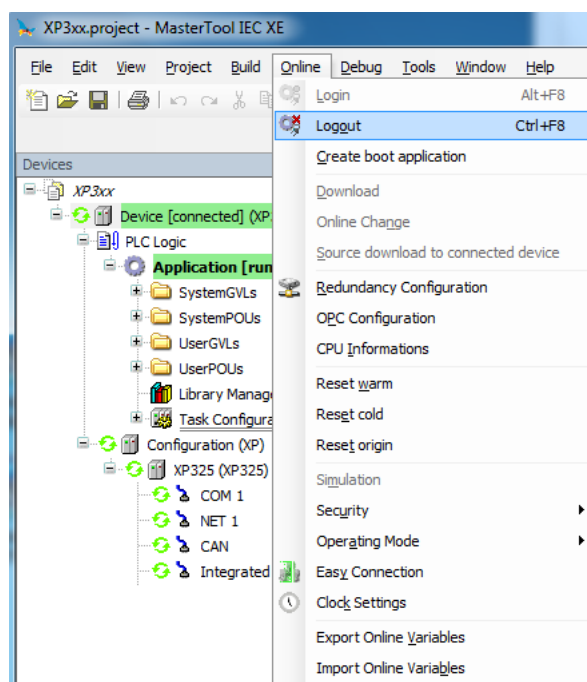 XP3xx.project - MasterTool IEC XE
File Edit View Project Build Online Debug Tools Window Help
Devices
XP3xx
Device [connected] (XP
PLC Logic
Application [run
SystemGVLs
SystemPOUs
UserGVLs
UserPOUs
Library Manag
Task Configura
Configuration (XP)
XP325 (XP325)
COM 1
NET 1
CAN
Integrated
Login Alt+F8
Logout Ctrl+F8
Create boot application
Download
Online Change
Source download to connected device
Redundancy Configuration
OPC Configuration
CPU Informations
Reset warm
Reset cold
Reset origin
Simulation
Security
Operating Mode
Easy Connection
Clock Settings
Export Online Variables
Import Online Variables